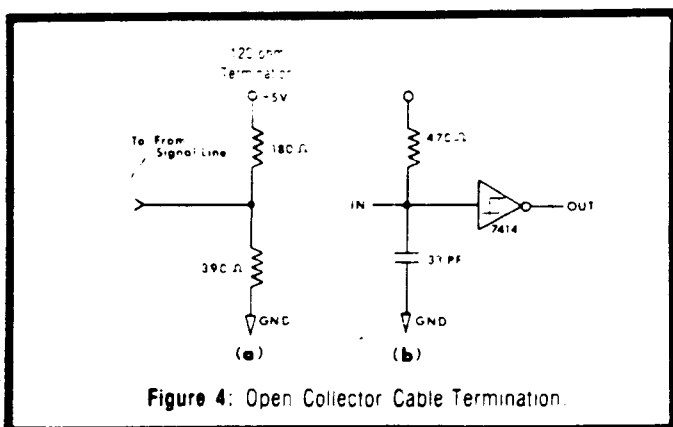 120 ohm
Termination
+5V
180 Ω
To From
Signal Line
390 Ω
GND
(a)
470 Ω
IN
7414
OUT
33 PF
GND
(b)
Figure 4: Open Collector Cable Termination.